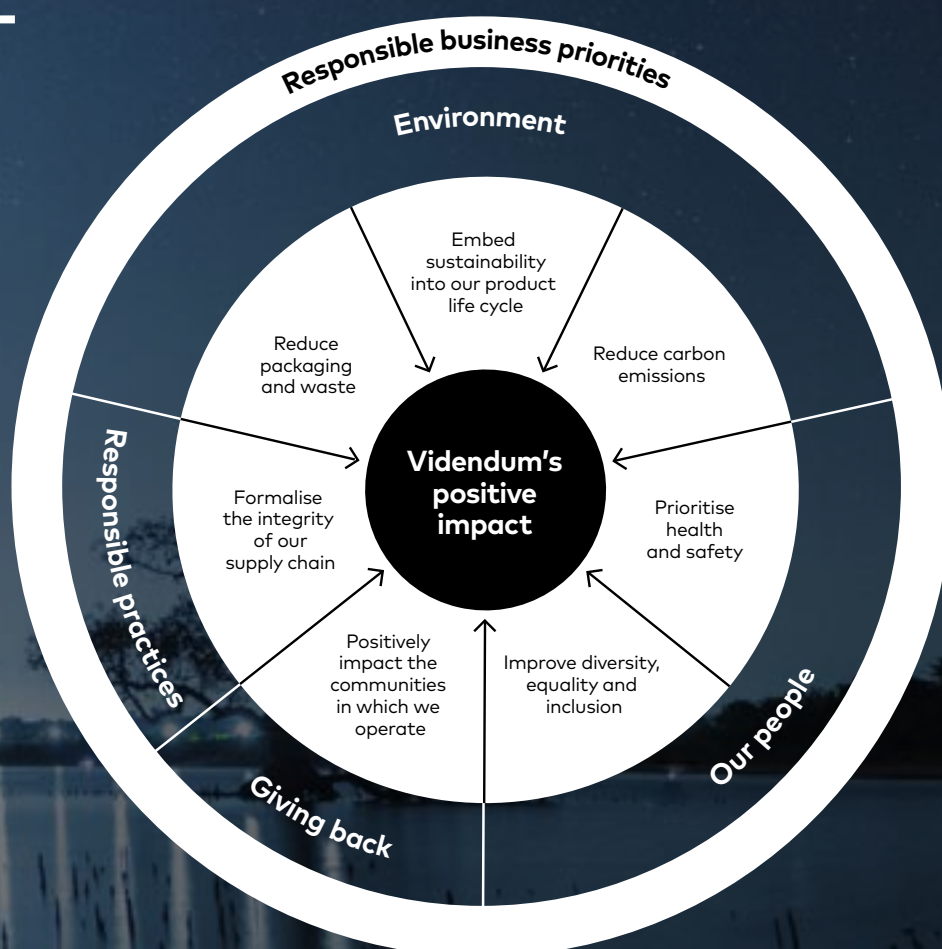 Responsible business priorities
Environment
Embed
sustainability
into our product
life cycle
Reduce
packaging
and waste
Reduce carbon
emissions
Videndum's
positive
impact
Responsible practices
Formalise
the integrity
of our
supply chain
Prioritise
health
and safety
Positively
impact the
communities
in which we
operate
Improve diversity,
equality and
inclusion
Our people
Giving back